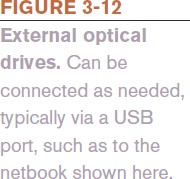 FIGURE 3-12
External optical
drives. Can be
connected as needed,
typically via a USB
port, such as to the
netbook shown here.